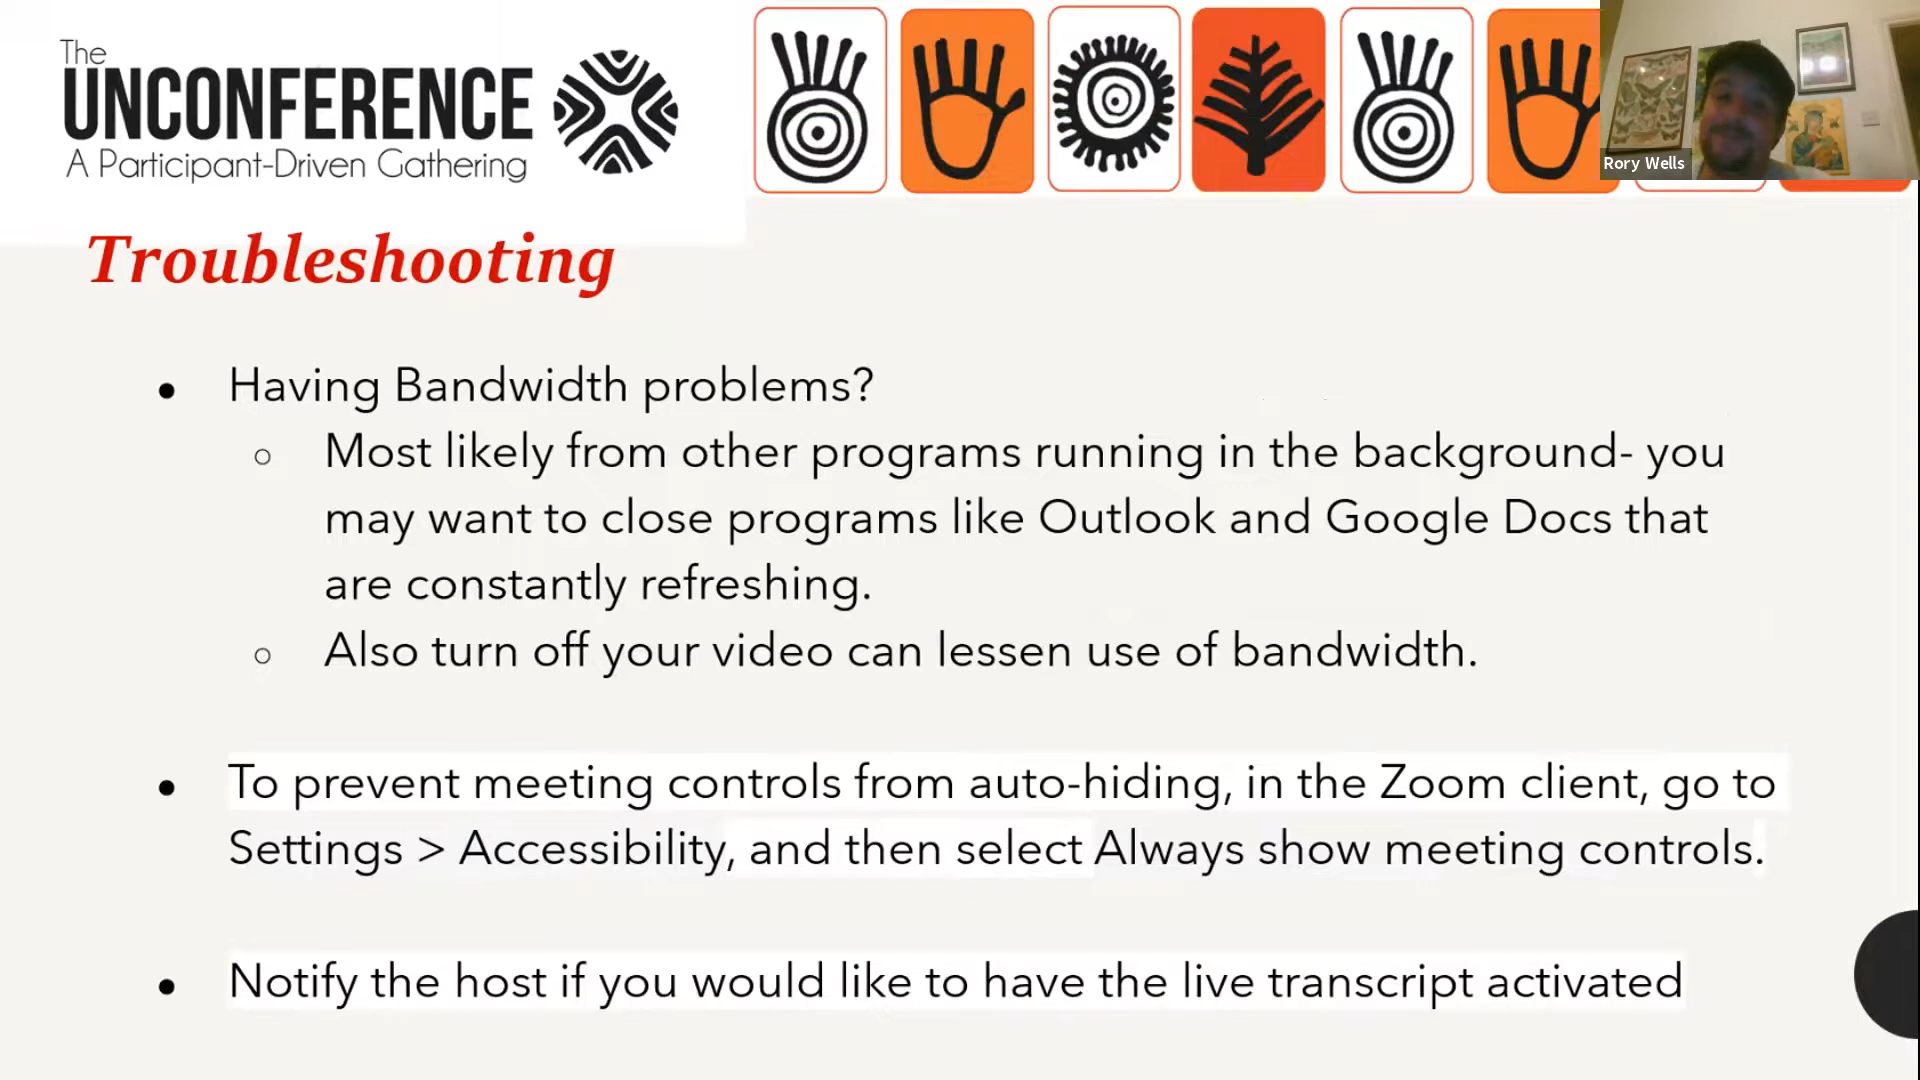 The
UNCONFERENCE
A Participant-Driven Gathering
Rory Wells
Troubleshooting
• Having Bandwidth problems?
○ Most likely from other programs running in the background- you
may want to close programs like Outlook and Google Docs that
are constantly refreshing.
○ Also turn off your video can lessen use of bandwidth.
• To prevent meeting controls from auto-hiding, in the Zoom client, go to
Settings > Accessibility, and then select Always show meeting controls.
• Notify the host if you would like to have the live transcript activated